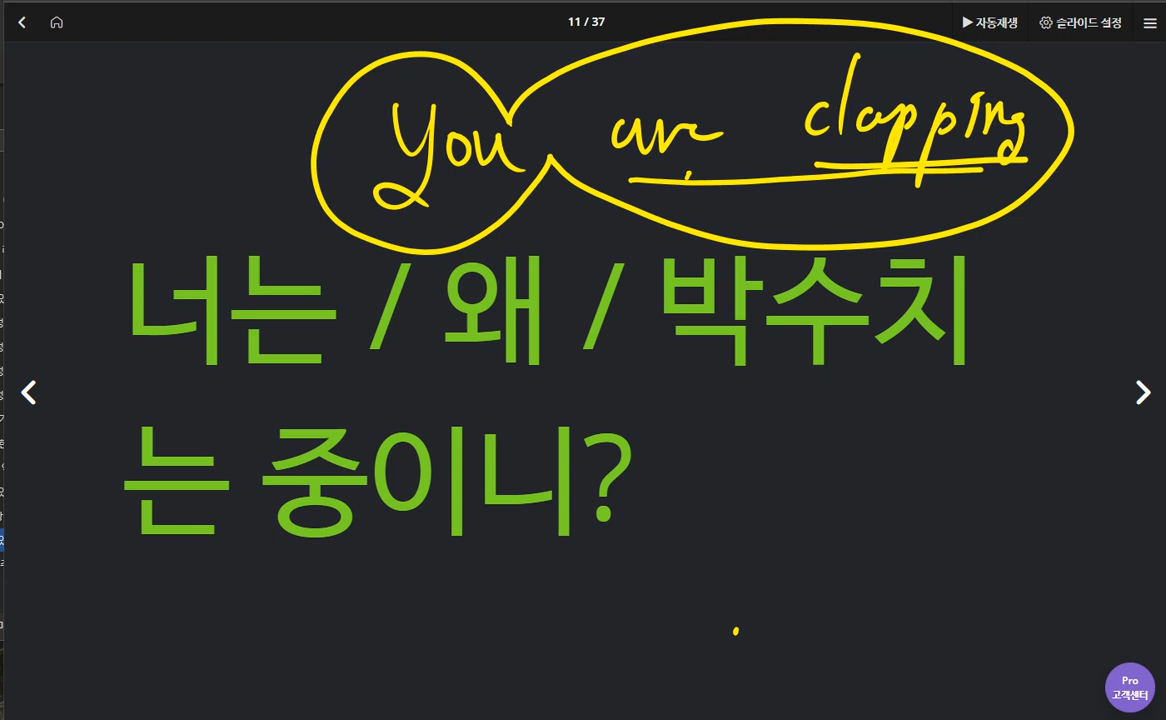 11 / 37
▶ 자동재생
슬라이드 설정
You are clapping
너는 / 왜 / 박수치
는 중이니?
Pro
고객센터